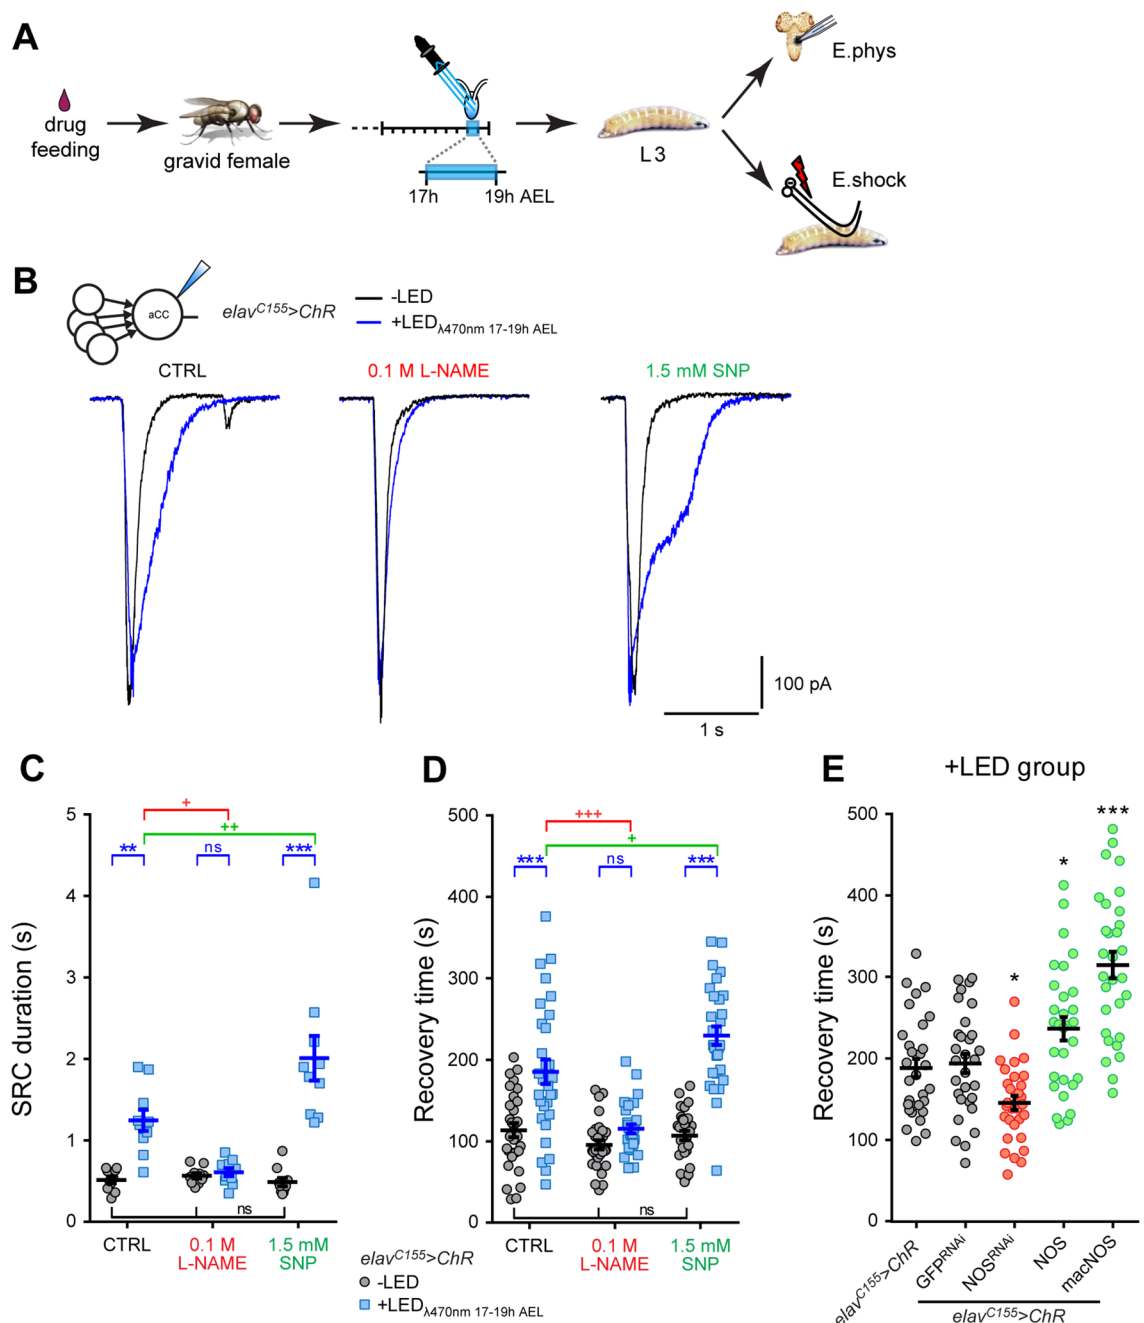 A
drug
feeding
gravid female
17h
19h AEL
L3
E.phys
E.shock
B
aCC
elavC155>ChR
-LED
+LEDλ470nm 17-19h AEL
CTRL
0.1 M L-NAME
1.5 mM SNP
100 pA
1 s
C
SRC duration (s)
5
4
3
2
1
0
+
++
**
ns
***
ns
CTRL
0.1 M
L-NAME
1.5 mM
SNP
D
Recovery time (s)
500
400
300
200
100
0
+++
+
***
ns
***
ns
CTRL
0.1 M
L-NAME
1.5 mM
SNP
elavC155>ChR
-LED
+LEDλ470nm 17-19h AEL
E
+LED group
Recovery time (s)
500
400
300
200
100
0
*
*
***
elavC155>ChR
GFPRNAi
NOSRNAi
NOS
macNOS
elavC155>ChR